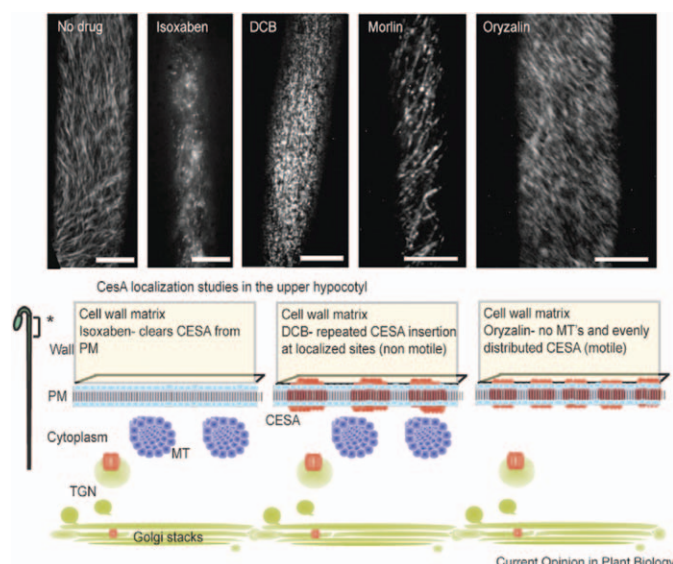 No drug
Isoxaben
DCB
Morlin
Oryzalin
CesA localization studies in the upper hypocotyl
*
Wall
Cell wall matrix
Isoxaben- clears CESA from
PM
Cell wall matrix
DCB- repeated CESA insertion
at localized sites (non motile)
Cell wall matrix
Oryzalin- no MT's and evenly
distributed CESA (motile)
PM
CESA
Cytoplasm
MT
TGN
Golgi stacks
Current Opinion in Plant Biology